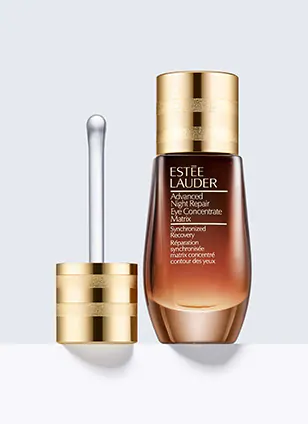 ESTĒE
LAUDER
Advanced
Night Repair
Eye Concentrate
Matrix
Synchronized
Recovery
Réparation
synchronisée
matrix concentré
contour des yeux